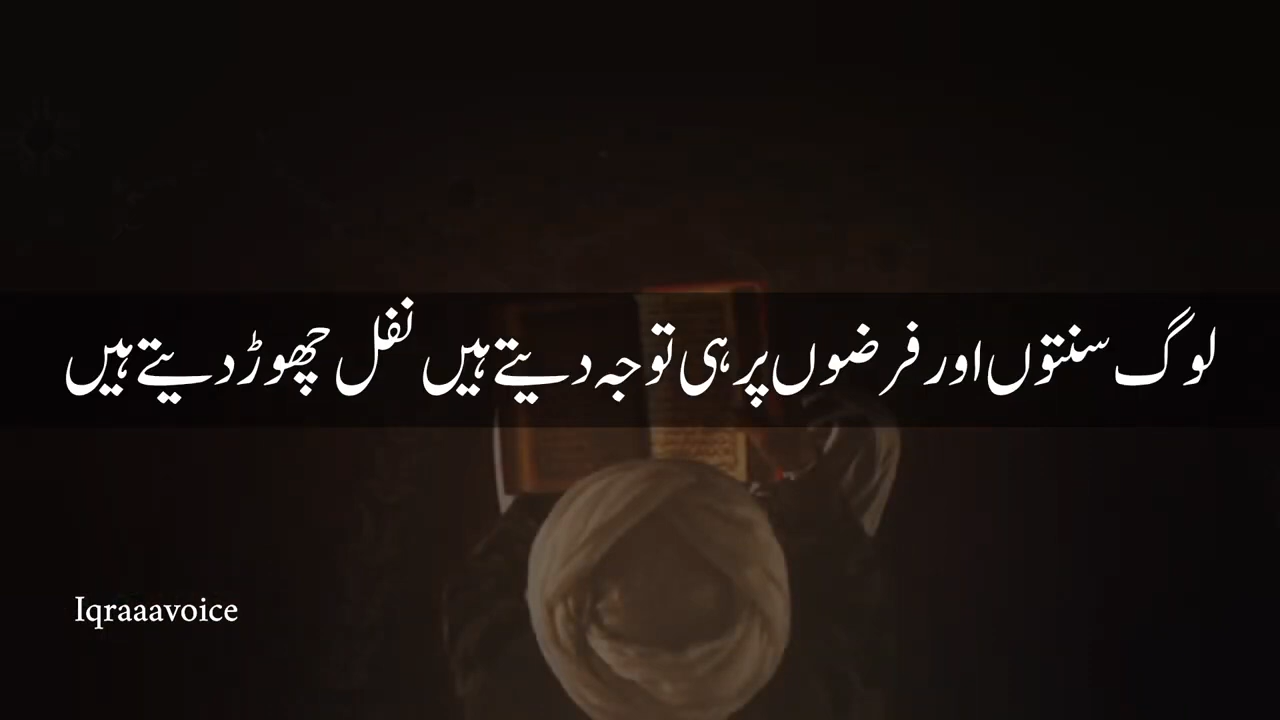 لوگ سنتوں اور فرضوں پر ہی توجہ دیتے ہیں نفل چھوڑ دیتے ہیں
Iqraaavoice